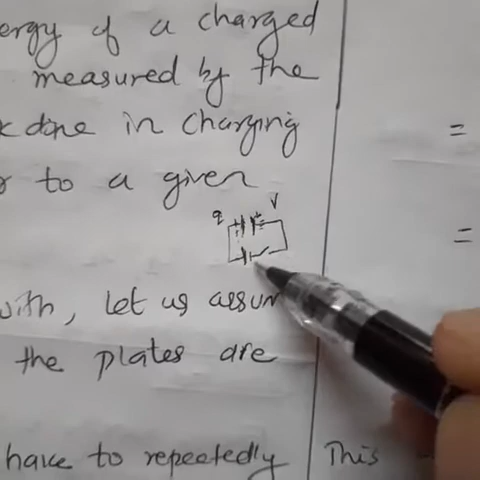 ergy of a charged
measured by the
k done in charging
=
r to a given
q V
=
with, let us assum
the plates are
have to repeatedly
This